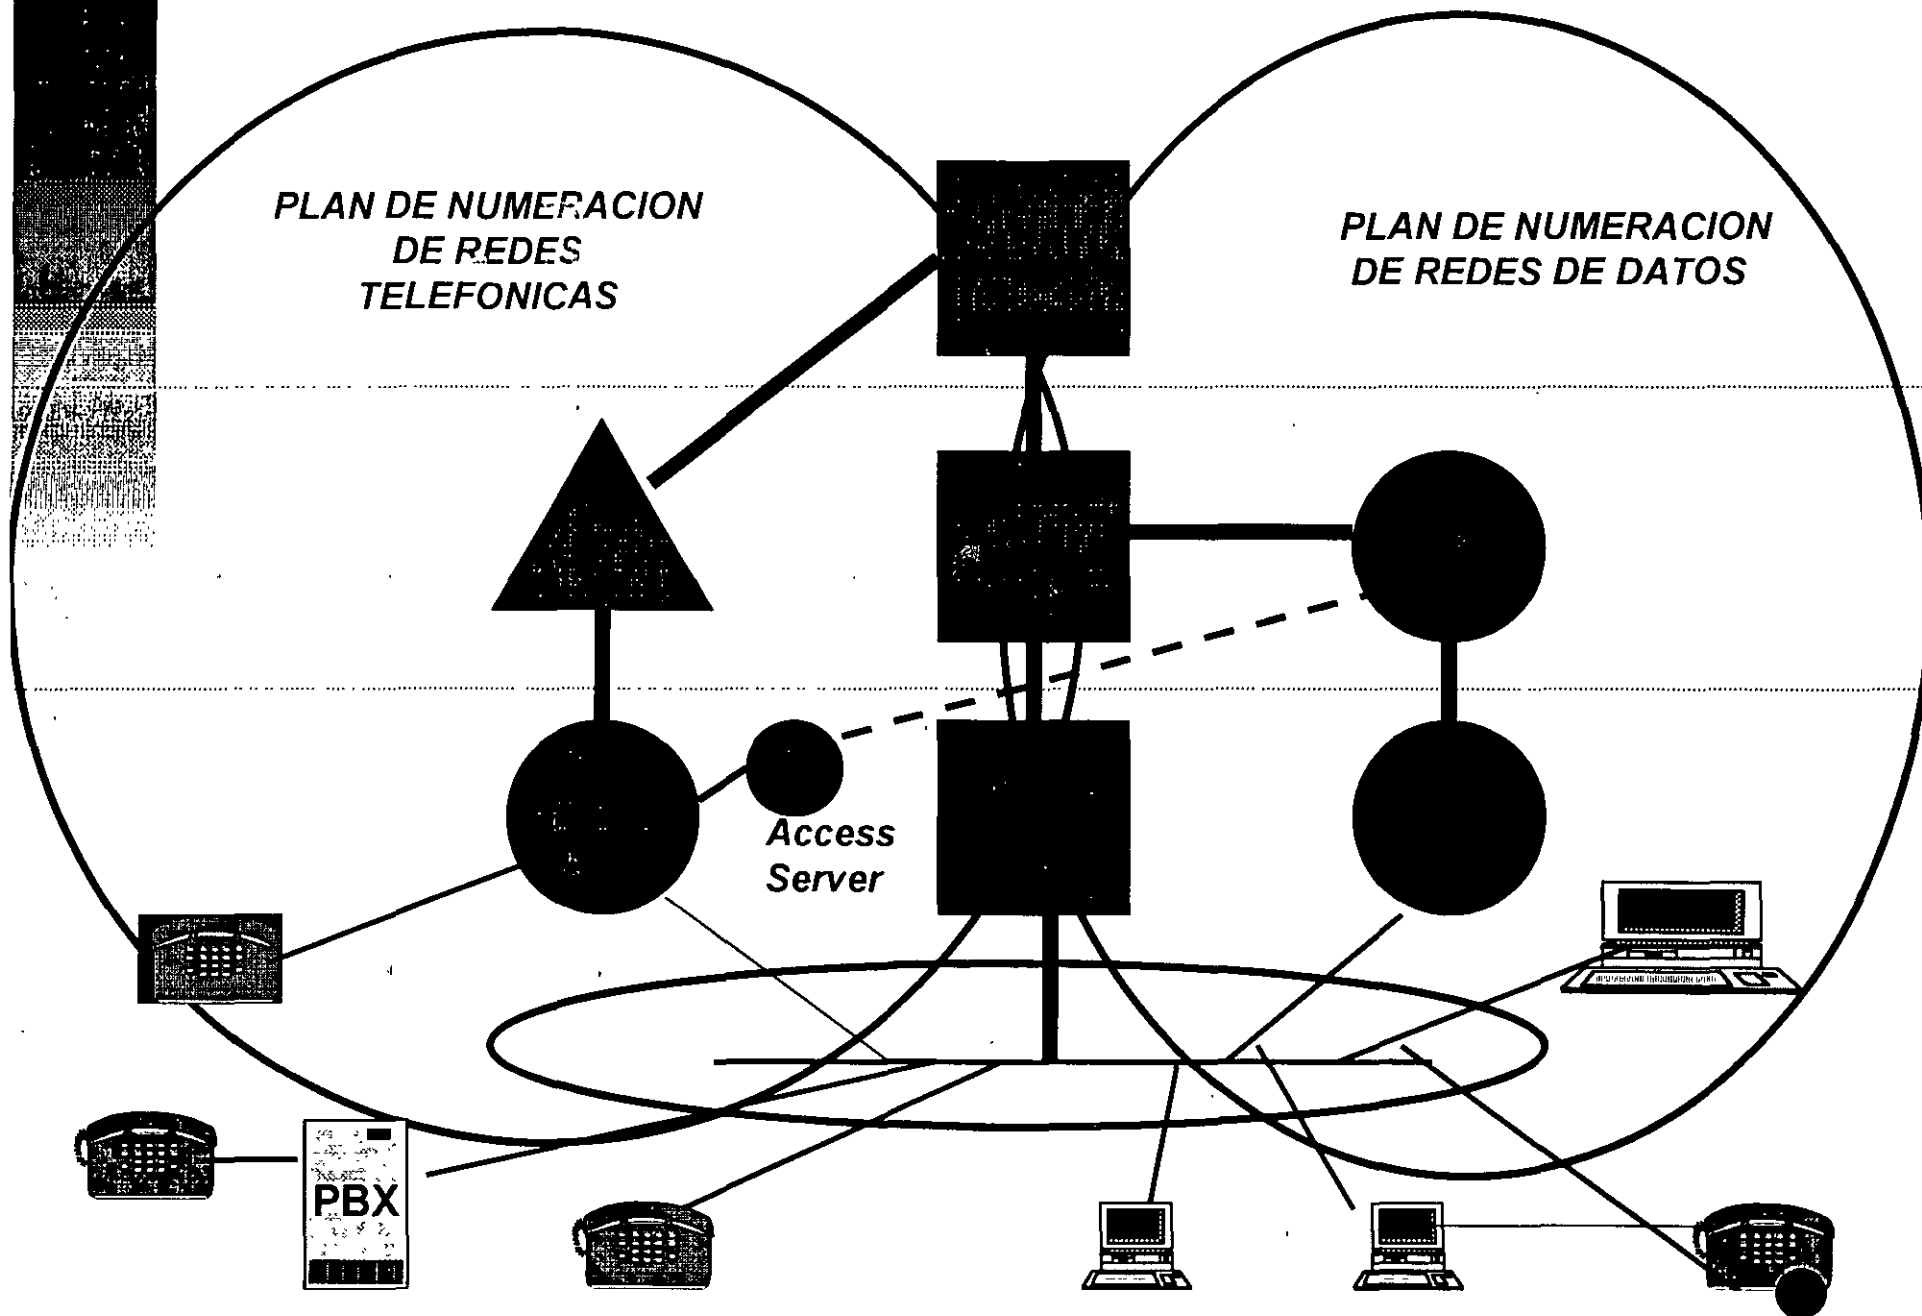 PLAN DE NUMERACION
DE REDES
TELEFONICAS
PLAN DE NUMERACION
DE REDES DE DATOS
Access
Server
PBX